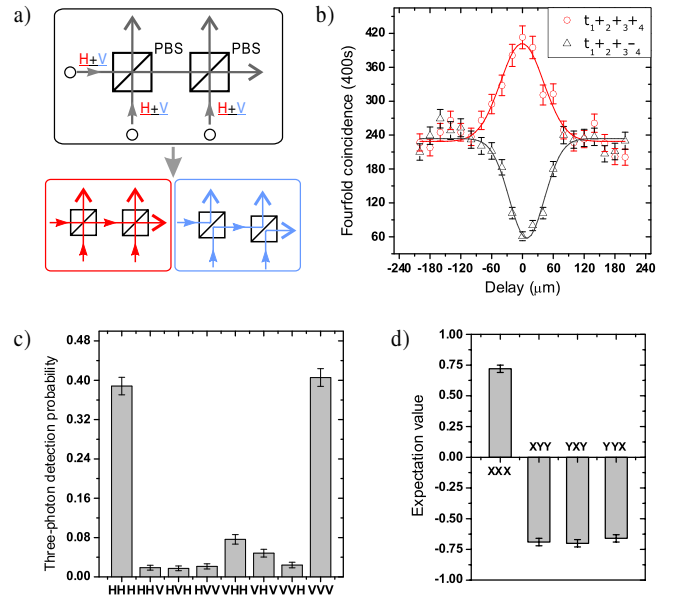 a)
PBS
PBS
H+V
H+V
H+V
b)
Fourfold coincidence (400s)
420
360
300
240
180
120
60
t1+2+3+4
t1+2+3-4
-240 -180 -120 -60 0 60 120 180 240
Delay (μm)
c)
Three-photon detection probability
0.48
0.40
0.32
0.24
0.16
0.08
0.00
HHH HHV HVH HVV VHH VHV VVH VVV
d)
Expectation value
1.00
0.75
0.50
0.25
0.00
-0.25
-0.50
-0.75
-1.00
XYY YXY YYX
XXX